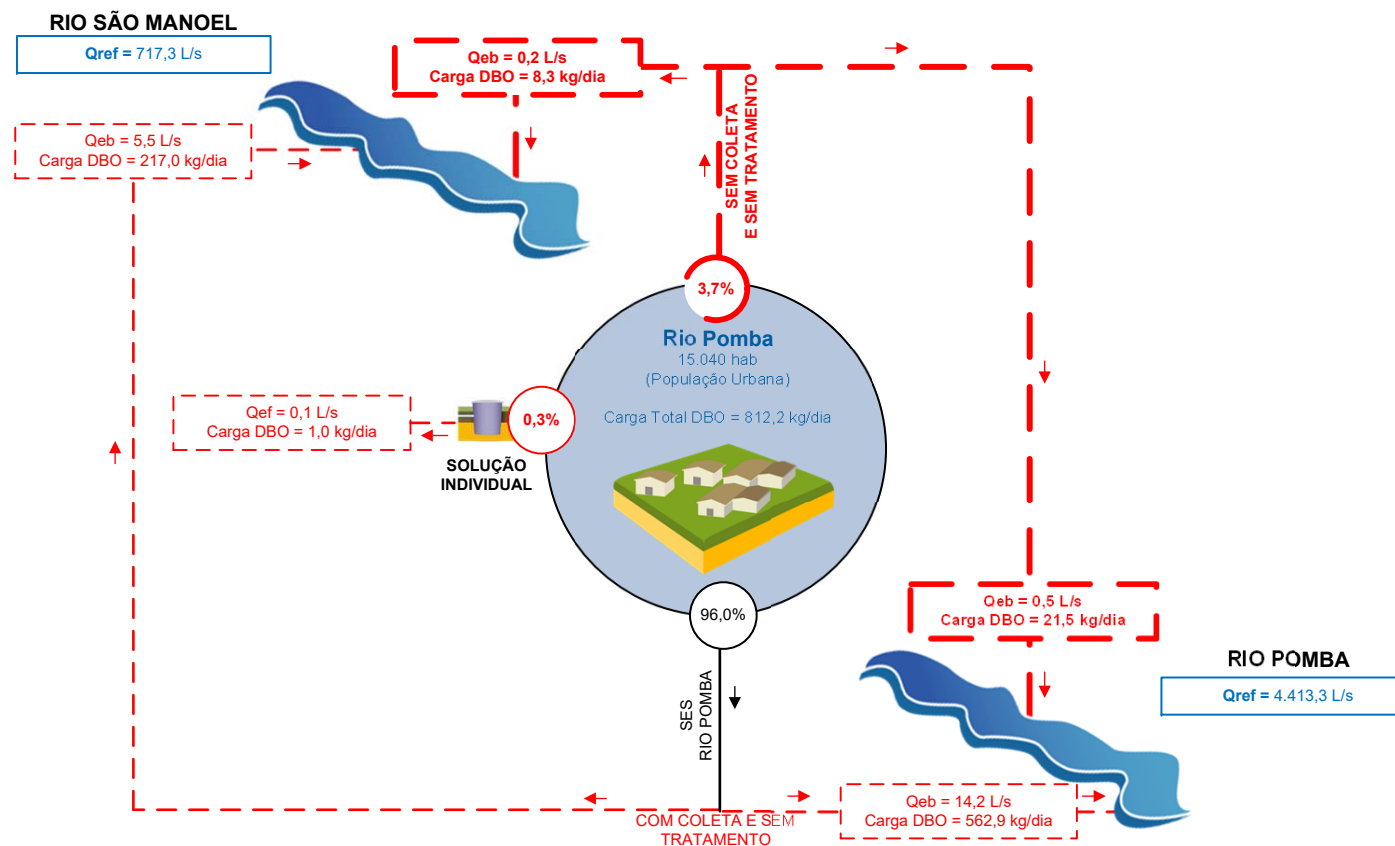 RIO SÃO MANOEL
Qref = 717,3 L/s
Qeb = 0,2 L/s
Carga DBO = 8,3 kg/dia
Qeb = 5,5 L/s
Carga DBO = 217,0 kg/dia
SEM COLETA
E SEM TRATAMENTO
3,7%
Rio Pomba
15.040 hab
(População Urbana)
Carga Total DBO = 812,2 kg/dia
Qef = 0,1 L/s
Carga DBO = 1,0 kg/dia
0,3%
SOLUÇÃO
INDIVIDUAL
96,0%
SES
RIO POMBA
Qeb = 0,5 L/s
Carga DBO = 21,5 kg/dia
RIO POMBA
Qref = 4.413,3 L/s
Qeb = 14,2 L/s
Carga DBO = 562,9 kg/dia
COM COLETA E SEM
TRATAMENTO